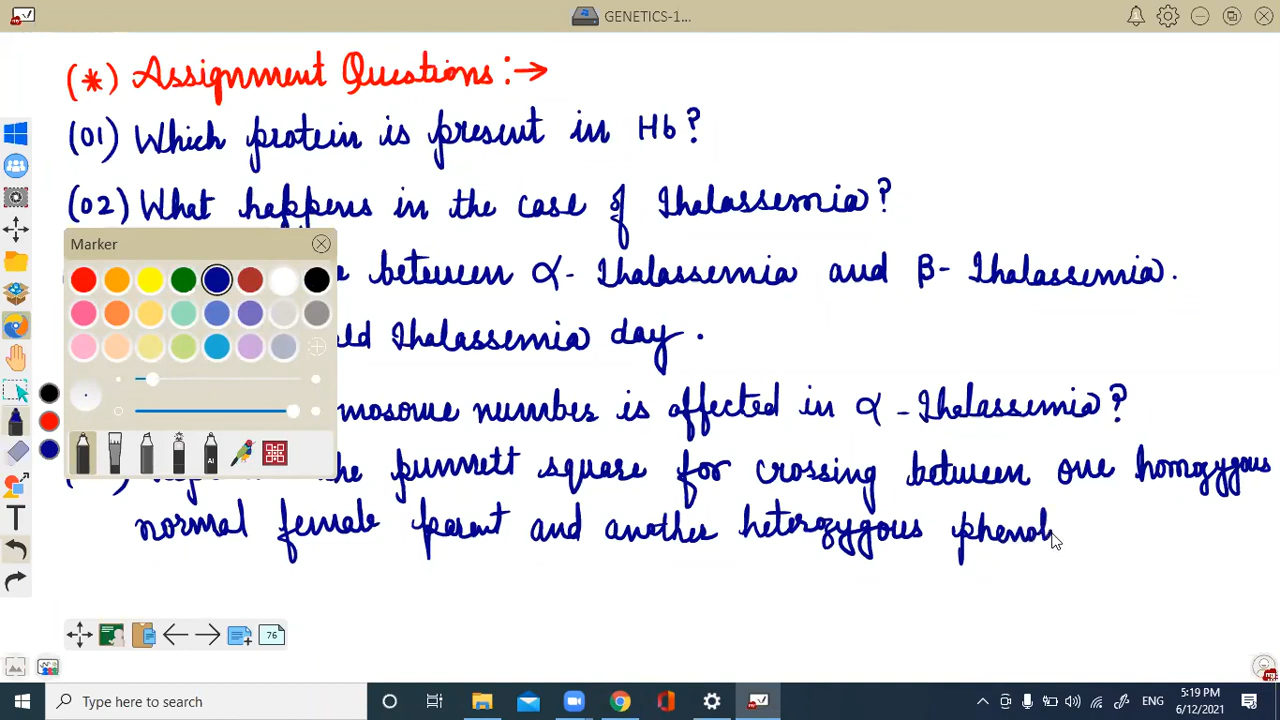 GENETICS-1...
(*) Assignment Questions :→
(01) Which protein is present in Hb?
(02) What happens in the case of Thalassemia?
Marker
between α- Thalassemia and β- Thalassemia.
Thalassemia day.
number is affected in α -Thalassemia?
punnett square for crossing between one homozygous
normal female parent and another heterozygous phenot
AI
76
Type here to search
ENG
5:19 PM
6/12/2021